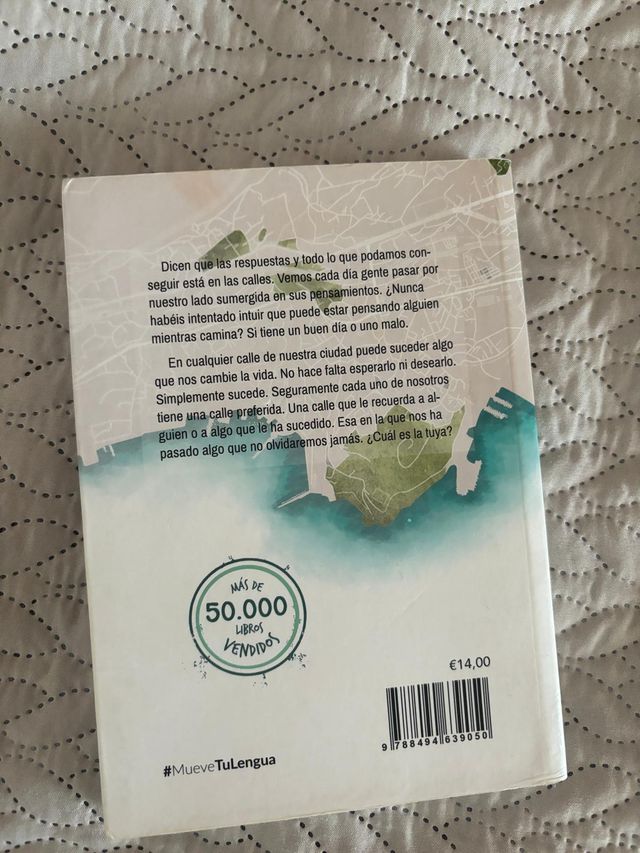 Dicen que las respuestas y todo lo que podamos con-
seguir está en las calles. Vemos cada día gente pasar por
nuestro lado sumergida en sus pensamientos. ¿Nunca
habéis intentado intuir que puede estar pensando alguien
mientras camina? Si tiene un buen día o uno malo.
En cualquier calle de nuestra ciudad puede suceder algo
que nos cambie la vida. No hace falta esperarlo ni desearlo.
Simplemente sucede. Seguramente cada uno de nosotros
tiene una calle preferida. Una calle que le recuerda a al-
guien o a algo que le ha sucedido. Esa en la que nos ha
pasado algo que no olvidaremos jamás. ¿Cuál es la tuya?
MÁS DE
50.000
LIBROS
VENDIDOS
€14,00
9 788494 639050
#MueveTuLengua